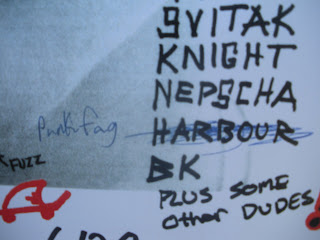 SVITAK
KNIGHT
NEPSCHA
Punk fag HARBOUR
FUZZ
BK
PLUS SOME
other DUDES!